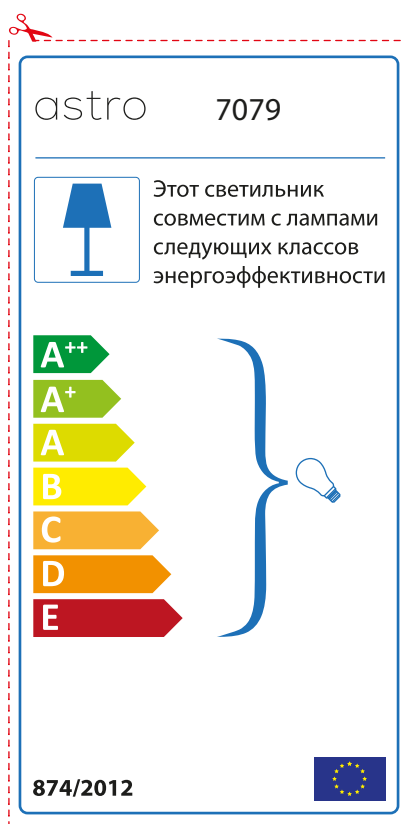 astro 7079
Этот светильник
совместим с лампами
следующих классов
энергоэффективности
A++
A+
A
B
C
D
E
874/2012